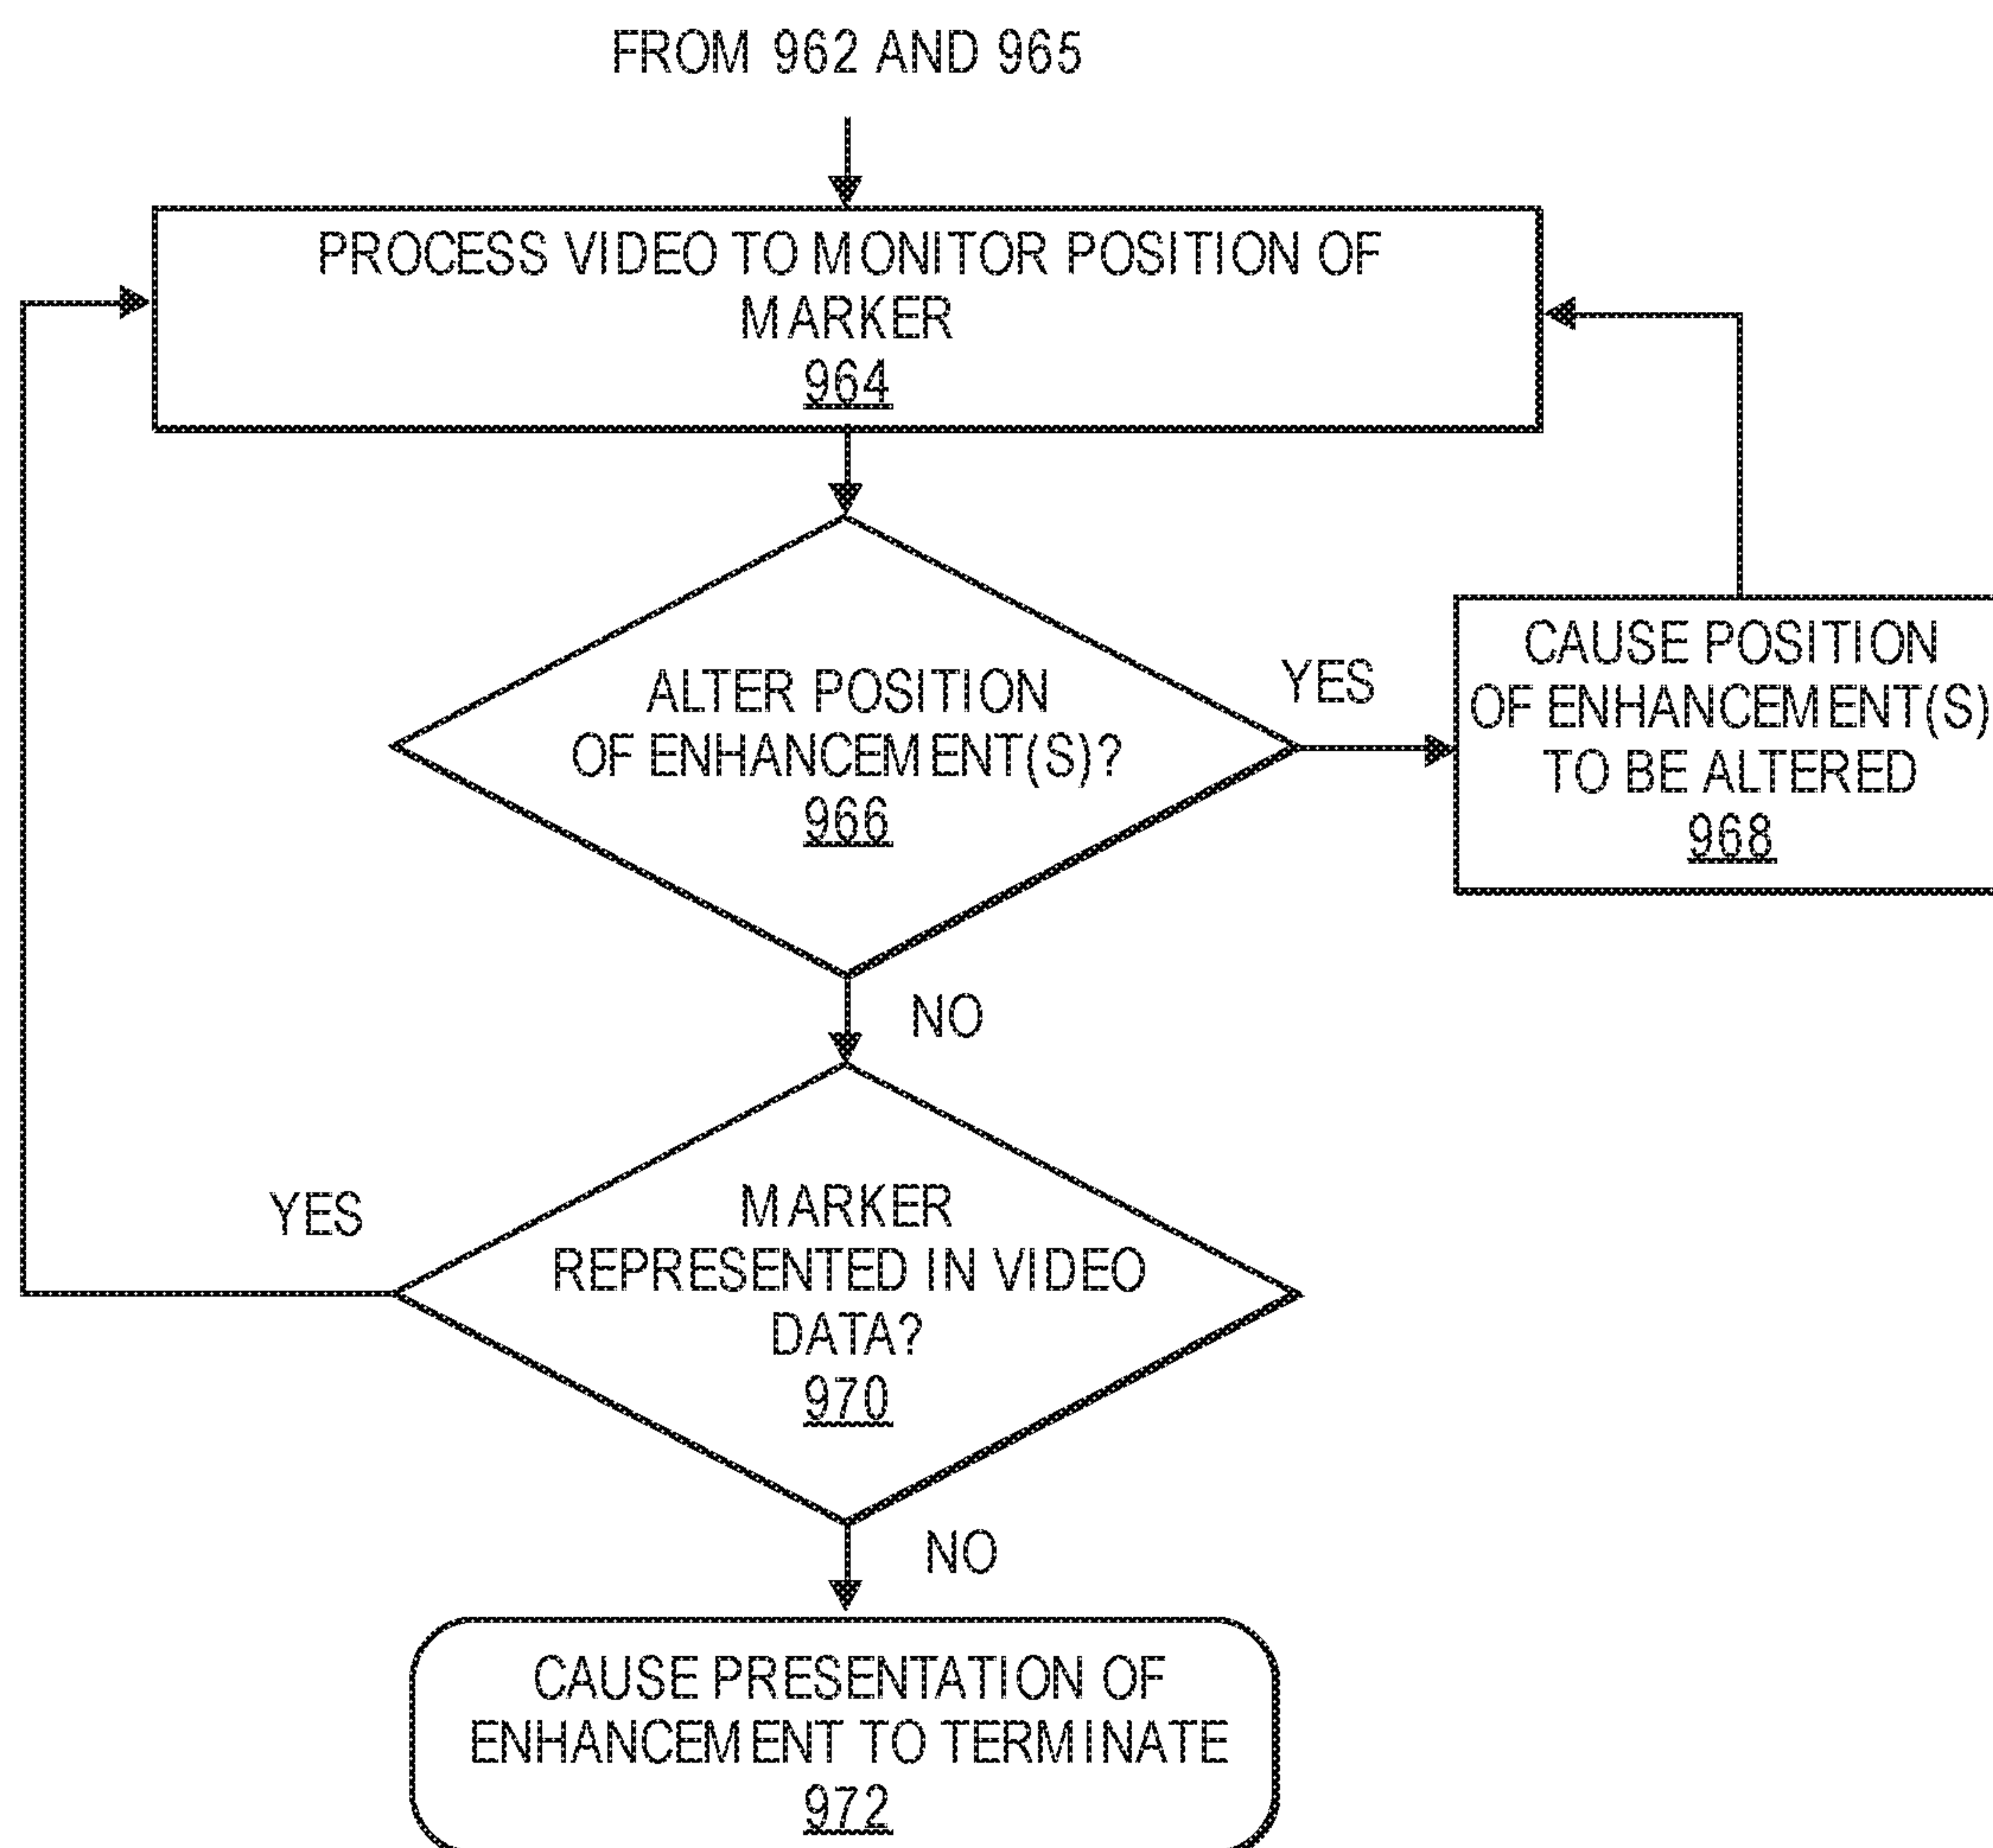 FROM 962 AND 965
PROCESS VIDEO TO MONITOR POSITION OF
MARKER
964
ALTER POSITION
OF ENHANCEMENT(S)?
966
YES
CAUSE POSITION
OF ENHANCEMENT(S)
TO BE ALTERED
968
NO
MARKER
REPRESENTED IN VIDEO
DATA?
970
YES
NO
CAUSE PRESENTATION OF
ENHANCEMENT TO TERMINATE
972